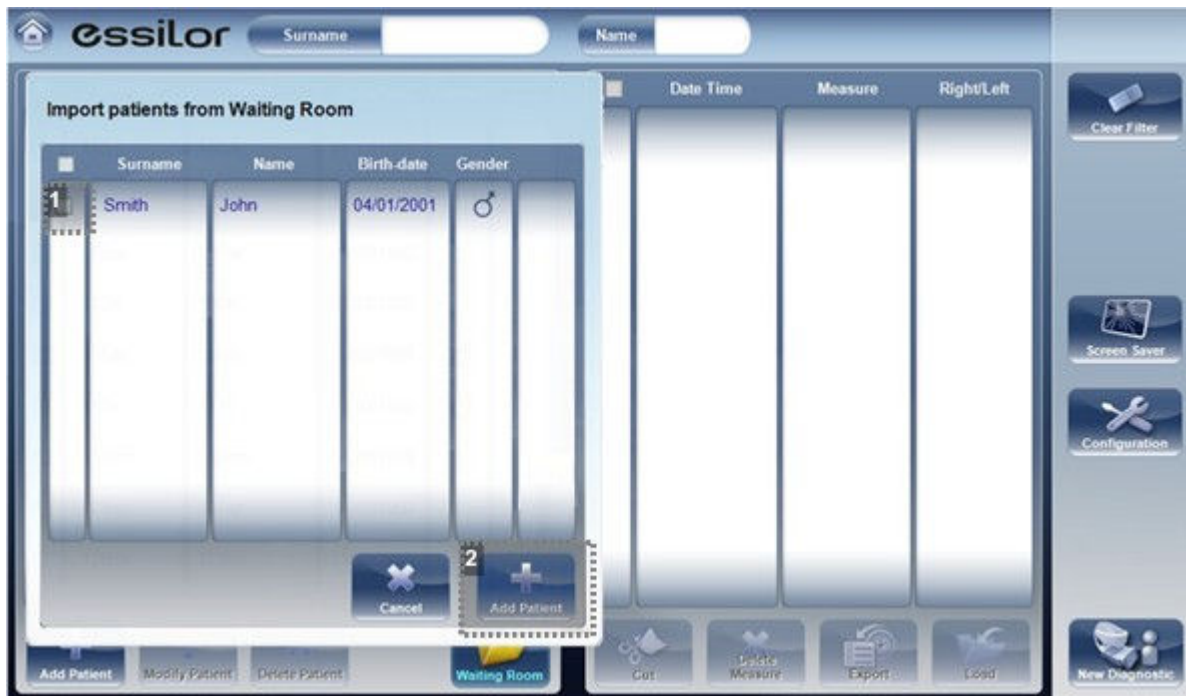 essilor Surname Name
Import patients from Waiting Room
Surname Name Birth-date Gender
1 Smith John 04/01/2001
Date Time Measure Right/Left
Clear Filter
Screen Saver
Configuration
2
Cancel Add Patient
Add Patient Modify Patient Delete Patient Waiting Room
Cut Delete Measure Export Load
New Diagnostic